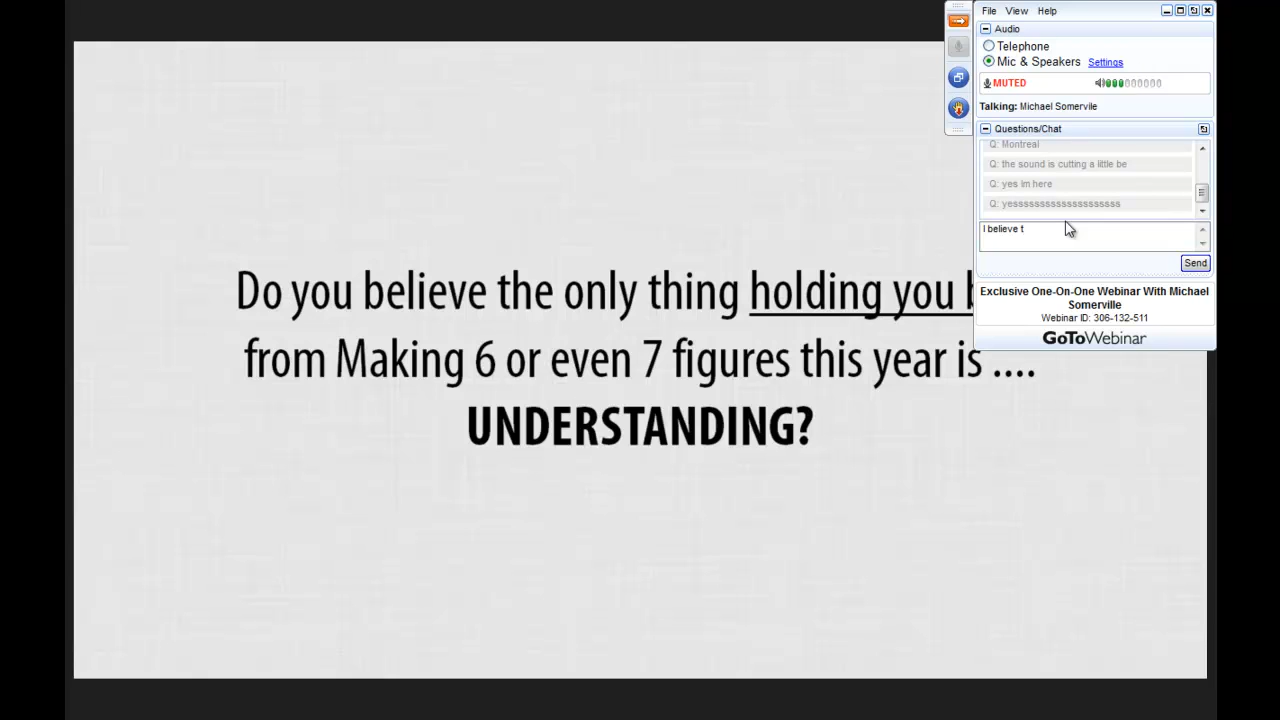 File View Help
Audio
Telephone
Mic & Speakers Settings
MUTED
Talking: Michael Somervile
Questions/Chat
Q: Montreal
Q: the sound is cutting a little be
Q: yes im here
Q: yesssssssssssssssssssss
I believe t
Send
Exclusive One-On-One Webinar With Michael
Somerville
Webinar ID: 306-132-511
GoToWebinar
Do you believe the only thing holding you
from Making 6 or even 7 figures this year is ....
UNDERSTANDING?